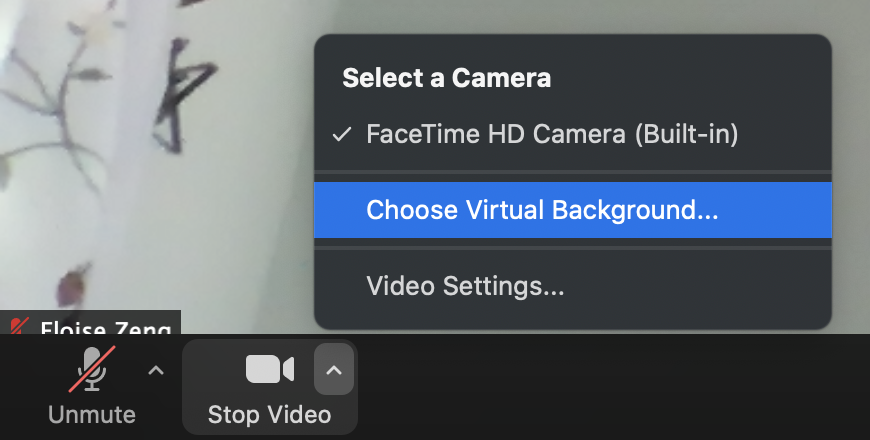 Select a Camera
✓ FaceTime HD Camera (Built-in)
Choose Virtual Background...
Video Settings...
Eloise Zeng
Unmute
Stop Video